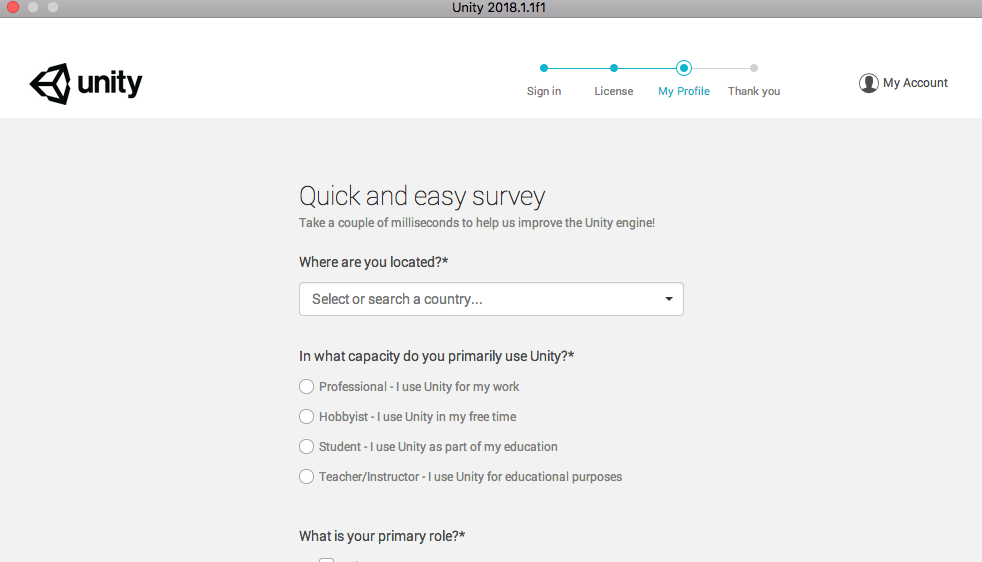 Unity 2018.1.1f1
unity
Sign in
License
My Profile
Thank you
My Account
Quick and easy survey
Take a couple of milliseconds to help us improve the Unity engine!
Where are you located?*
Select or search a country...
In what capacity do you primarily use Unity?*
Professional - I use Unity for my work
Hobbyist - I use Unity in my free time
Student - I use Unity as part of my education
Teacher/Instructor - I use Unity for educational purposes
What is your primary role?*